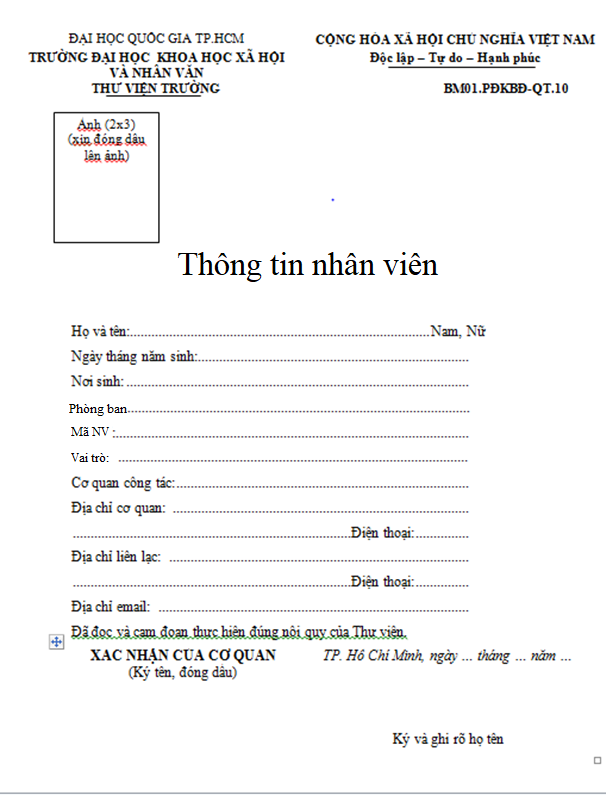 ĐẠI HỌC QUỐC GIA TP.HCM
TRƯỜNG ĐẠI HỌC KHOA HỌC XÃ HỘI
VÀ NHÂN VĂN
THƯ VIỆN TRƯỜNG
CỘNG HÒA XÃ HỘI CHỦ NGHĨA VIỆT NAM
Độc lập – Tự do – Hạnh phúc
BM01.PĐKBĐ-QT.10
Ảnh (2x3)
(xin đóng dấu
lên ảnh)
Thông tin nhân viên
Họ và tên:..........Nam, Nữ
Ngày tháng năm sinh:..........
Nơi sinh:..........
Phòng ban..........
Mã NV :..........
Vai trò: ..........
Cơ quan công tác:..........
Địa chỉ cơ quan: ..........
..........Điện thoại:..........
Địa chỉ liên lạc: ..........
..........Điện thoại:..........
Địa chỉ email: ..........
Đã đọc và cam đoan thực hiện đúng nội quy của Thư viện.
XÁC NHẬN CỦA CƠ QUAN
(Ký tên, đóng dấu)
TP. Hồ Chí Minh, ngày ... tháng ... năm ...
Ký và ghi rõ họ tên